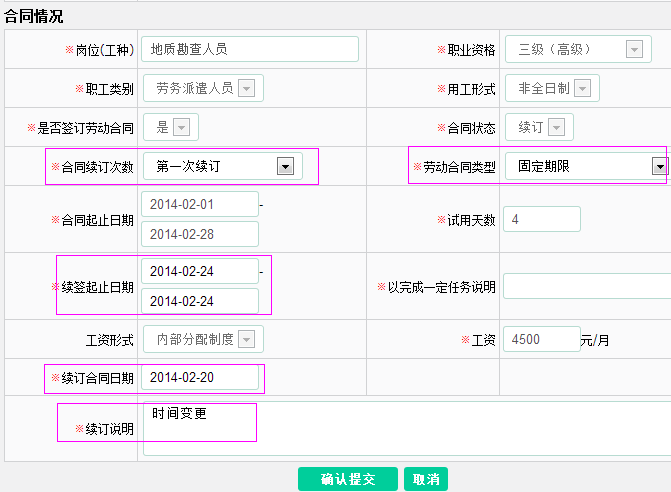 合同情况
※岗位(工种) 地质勘查人员 ※职业资格 三级（高级）
※职工类别 劳务派遣人员 ※用工形式 非全日制
※是否签订劳动合同 是 ※合同状态 续订
※合同续订次数 第一次续订 ※劳动合同类型 固定期限
※合同起止日期 2014-02-01 - 2014-02-28 ※试用天数 4
※续签起止日期 2014-02-24 - 2014-02-24 ※以完成一定任务说明
工资形式 内部分配制度 ※工资 4500 元/月
※续订合同日期 2014-02-20
※续订说明 时间变更
确认提交 取消